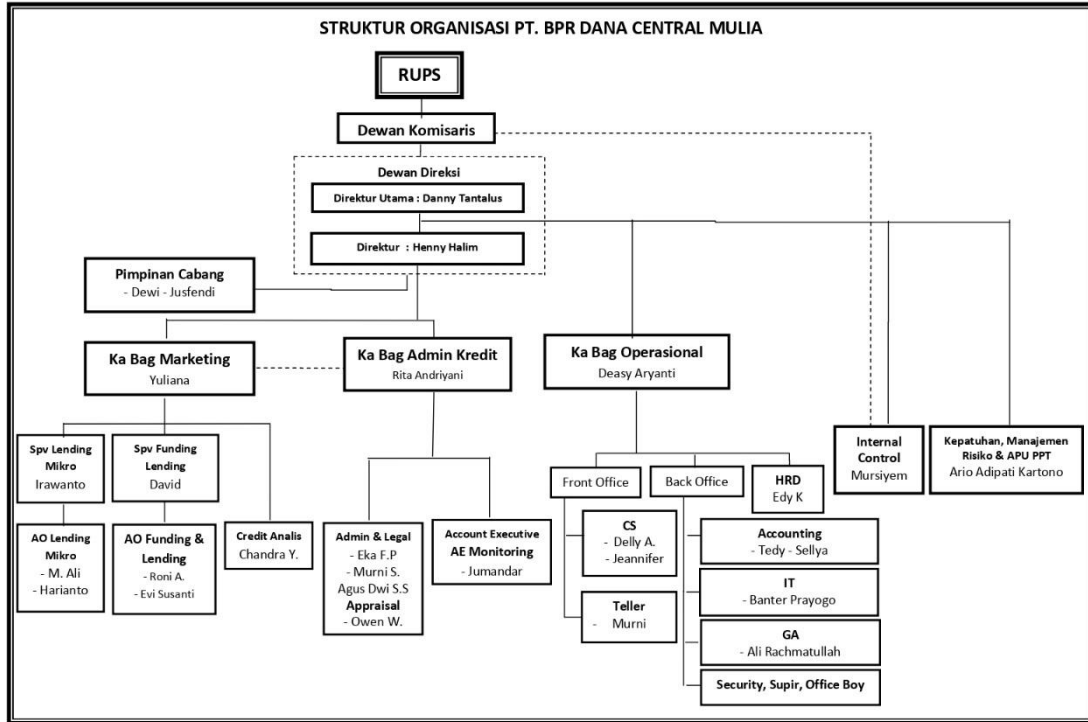 STRUKTUR ORGANISASI PT. BPR DANA CENTRAL MULIA
RUPS
Dewan Komisaris
Dewan Direksi
Direktur Utama : Danny Tantalus
Direktur : Henny Halim
Pimpinan Cabang
- Dewi - Jusfendi
Ka Bag Marketing
Yuliana
Ka Bag Admin Kredit
Rita Andriyani
Ka Bag Operasional
Deasy Aryanti
Internal
Control
Mursiyem
Kepatuhan, Manajemen
Risiko & APU PPT
Ario Adipati Kartono
Spv Lending
Mikro
Irawanto
Spv Funding
Lending
David
Credit Analis
Chandra Y.
AO Lending
Mikro
- M. Ali
- Harianto
AO Funding &
Lending
- Roni A.
- Evi Susanti
Admin & Legal
- Eka F.P
- Murni S.
Agus Dwi S.S
Appraisal
- Owen W.
Account Executive
AE Monitoring
- Jumandar
Front Office
Back Office
HRD
Edy K
CS
- Delly A.
- Jeannifer
Teller
- Murni
Accounting
- Tedy - Sellya
IT
- Banter Prayogo
GA
- Ali Rachmatullah
Security, Supir, Office Boy